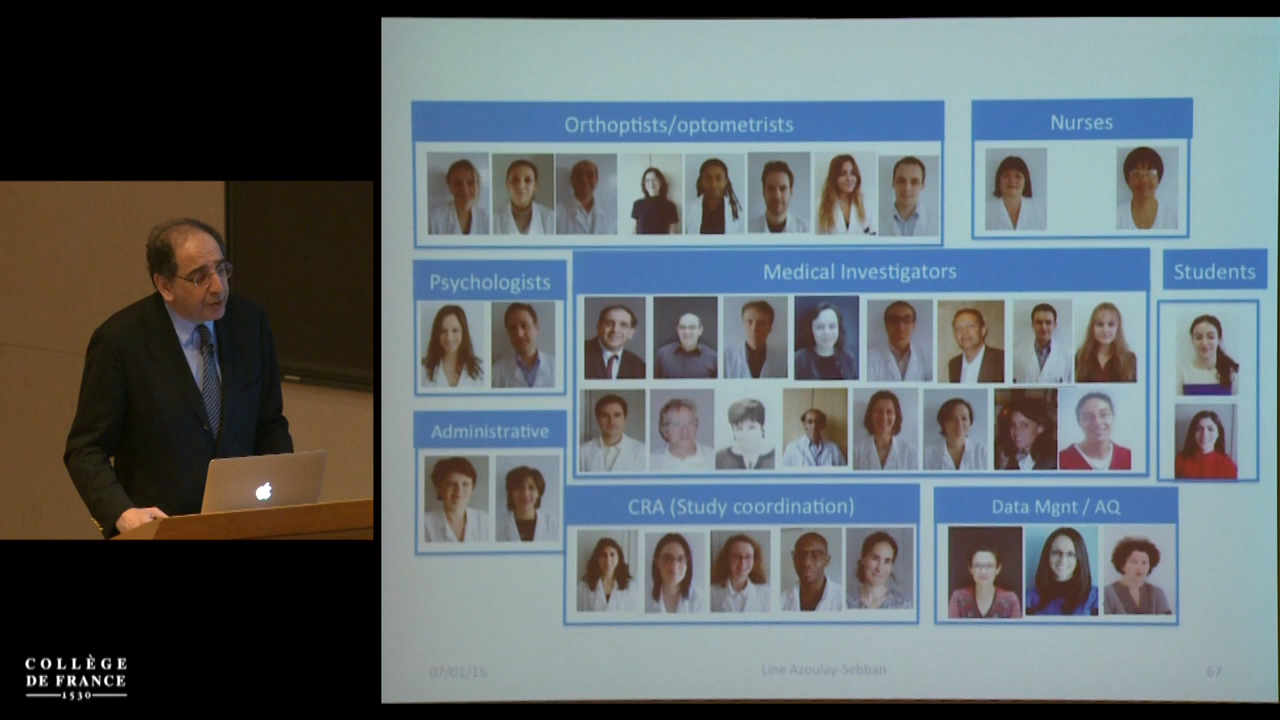 Orthoptists/optometrists
Nurses
Psychologists
Medical Investigators
Students
Administrative
CRA (Study coordination)
Data Mgnt / AQ
07/01/15
Line Azoulay-Sebban
67
COLLÈGE
DE FRANCE
1530